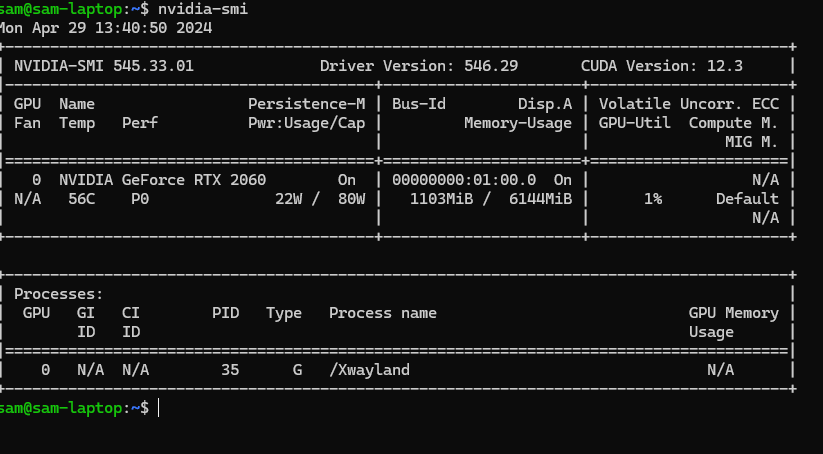 sam@sam-laptop:~$ nvidia-smi
Mon Apr 29 13:40:50 2024
+---------------------------------------------------------------------------------------+
| NVIDIA-SMI 545.33.01              Driver Version: 546.29       CUDA Version: 12.3     |
|-----------------------------------------+----------------------+----------------------+
| GPU  Name                 Persistence-M | Bus-Id        Disp.A | Volatile Uncorr. ECC |
| Fan  Temp   Perf          Pwr:Usage/Cap |         Memory-Usage | GPU-Util  Compute M. |
|                                         |                      |               MIG M. |
|=========================================+======================+======================|
|   0  NVIDIA GeForce RTX 2060        On  | 00000000:01:00.0  On |                  N/A |
| N/A   56C    P0              22W /  80W |   1103MiB /  6144MiB |      1%      Default |
|                                         |                      |                  N/A |
+-----------------------------------------+----------------------+----------------------+
+---------------------------------------------------------------------------------------+
| Processes:                                                                            |
|  GPU   GI   CI        PID   Type   Process name                            GPU Memory |
|        ID   ID                                                             Usage      |
|=======================================================================================|
|    0   N/A  N/A        35      G   /Xwayland                                 N/A      |
+---------------------------------------------------------------------------------------+
sam@sam-laptop:~$